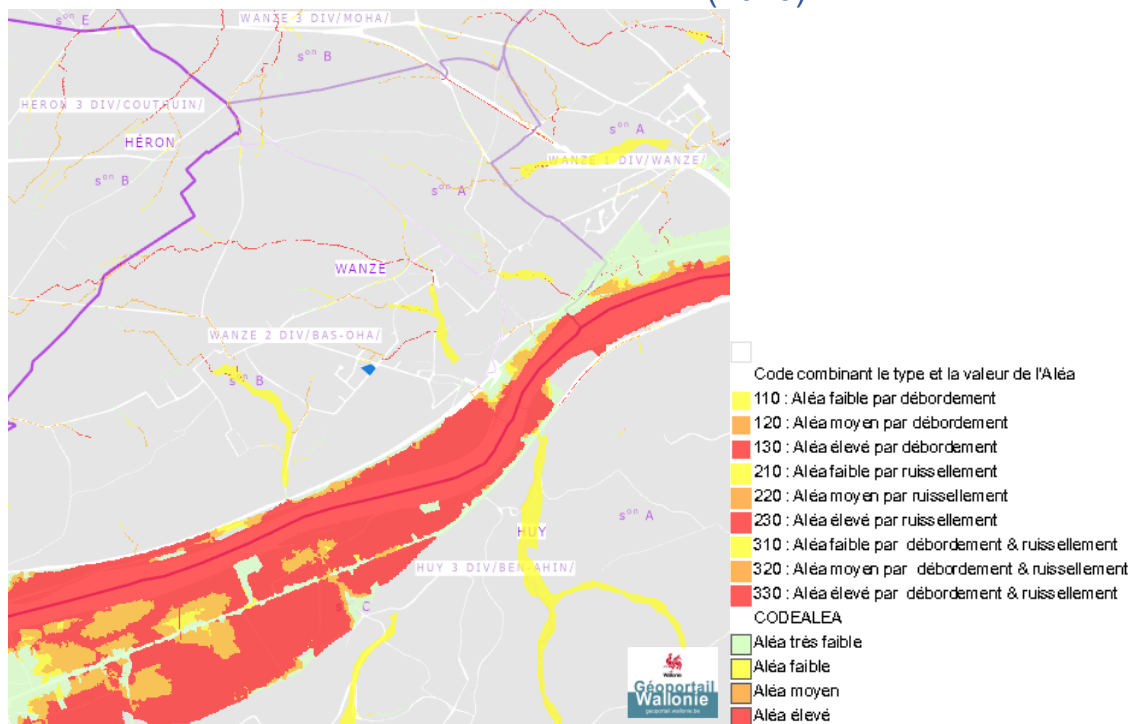 sᵒⁿ E
WANZE 3 DIV/MOHA/
sᵒⁿ B
HERON 3 DIV/COUTHUIN/
HÉRON
sᵒⁿ B
sᵒⁿ A
WANZE 1 DIV/WANZE/
sᵒⁿ A
WANZE
WANZE 2 DIV/BAS-OHA/
sᵒⁿ B
sᵒⁿ A
HUY
HUY 3 DIV/BEN-AHIN/
C
Wallonie
Géoportail
Wallonie
geoportail.wallonie.be
Code combinant le type et la valeur de l'Aléa
110 : Aléa faible par débordement
120 : Aléa moyen par débordement
130 : Aléa élevé par débordement
210 : Aléa faible par ruissellement
220 : Aléa moyen par ruissellement
230 : Aléa élevé par ruissellement
310 : Aléa faible par débordement & ruissellement
320 : Aléa moyen par débordement & ruissellement
330 : Aléa élevé par débordement & ruissellement
CODEALEA
Aléa très faible
Aléa faible
Aléa moyen
Aléa élevé